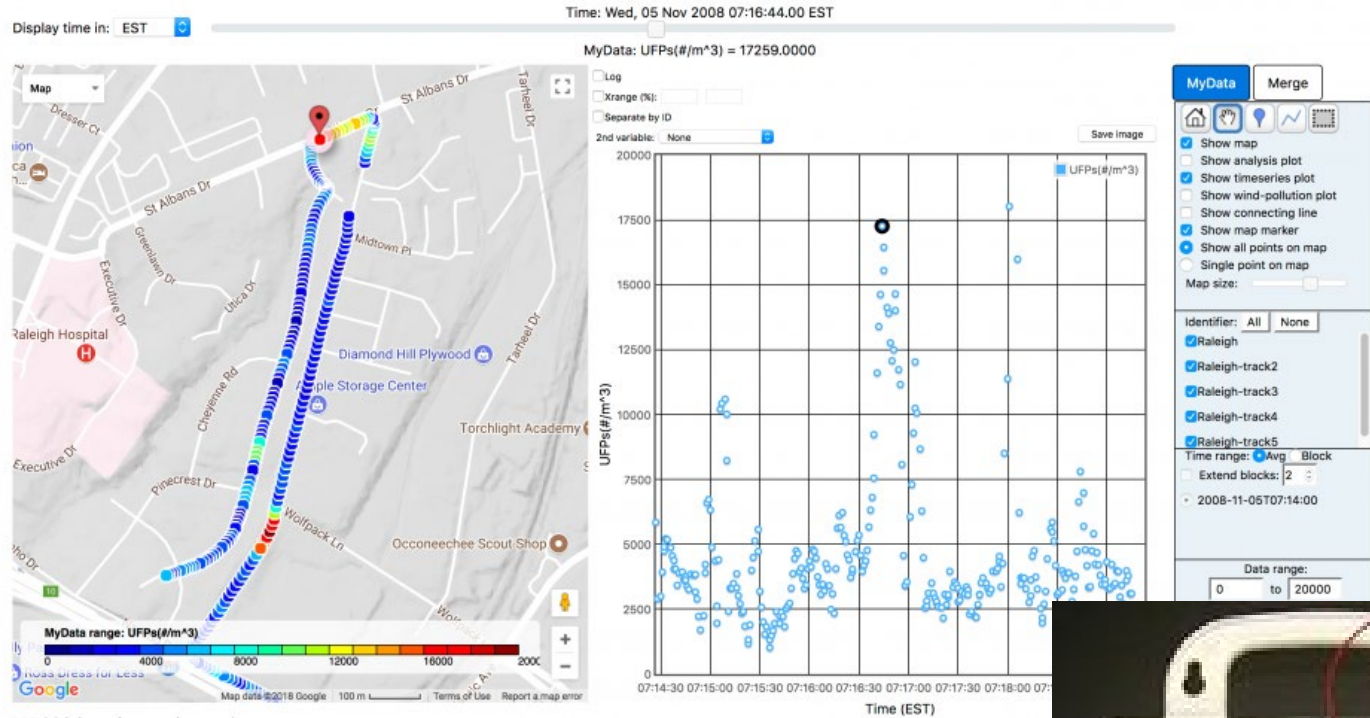 Time: Wed, 05 Nov 2008 07:16:44.00 EST
Display time in: EST
MyData: UFPs(#/m^3) = 17259.0000
Map
Dresser Ct
St Albans Dr
Tarheel Dr
St Albans Dr
Greenlawn Dr
Midtown Pl
Executive Dr
Utica Dr
Raleigh Hospital
H
Diamond Hill Plywood
Tarheel Dr
Storage Center
Cheyenne Rd
Torchlight Academy
Executive Dr
Pinecrest Dr
Wolfpack Ln
Occoneechee Scout Shop
10
MyData range: UFPs(#/m^3)
0 4000 8000 12000 16000
Ross Dress for Less
Google
Map data ©2018 Google 100 m Terms of Use Report a map error
Log
Xrange (%):
Separate by ID
2nd variable: None
Save image
UFPs(#/m^3)
20000
17500
15000
12500
10000
7500
5000
2500
0
UFPs(#/m^3)
07:14:30 07:15:00 07:15:30 07:16:00 07:16:30 07:17:00 07:17:30 07:18:00
Time (EST)
MyData Merge
Show map
Show analysis plot
Show timeseries plot
Show wind-pollution plot
Show connecting line
Show map marker
Show all points on map
Single point on map
Map size:
Identifier: All None
Raleigh
Raleigh-track2
Raleigh-track3
Raleigh-track4
Raleigh-track5
Time range: Avg Block
Extend blocks: 2
2008-11-05T07:14:00
Data range:
0 to 20000